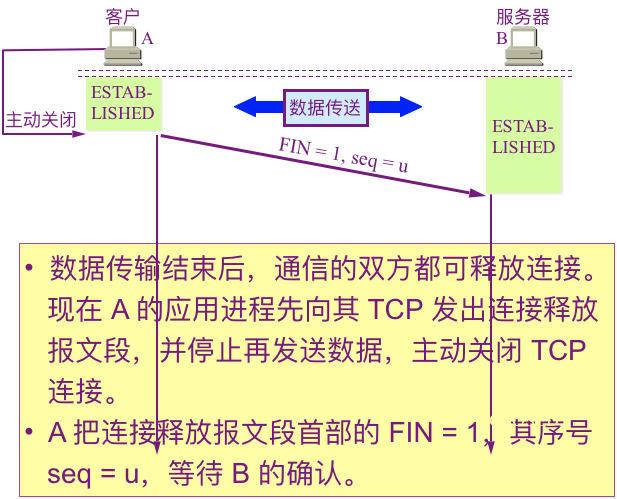 客户
A
服务器
B
ESTAB-
LISHED
主动关闭
数据传送
ESTAB-
LISHED
FIN = 1, seq = u
• 数据传输结束后，通信的双方都可释放连接。
现在 A 的应用进程先向其 TCP 发出连接释放
报文段，并停止再发送数据，主动关闭 TCP
连接。
• A 把连接释放报文段首部的 FIN = 1，其序号
seq = u，等待 B 的确认。